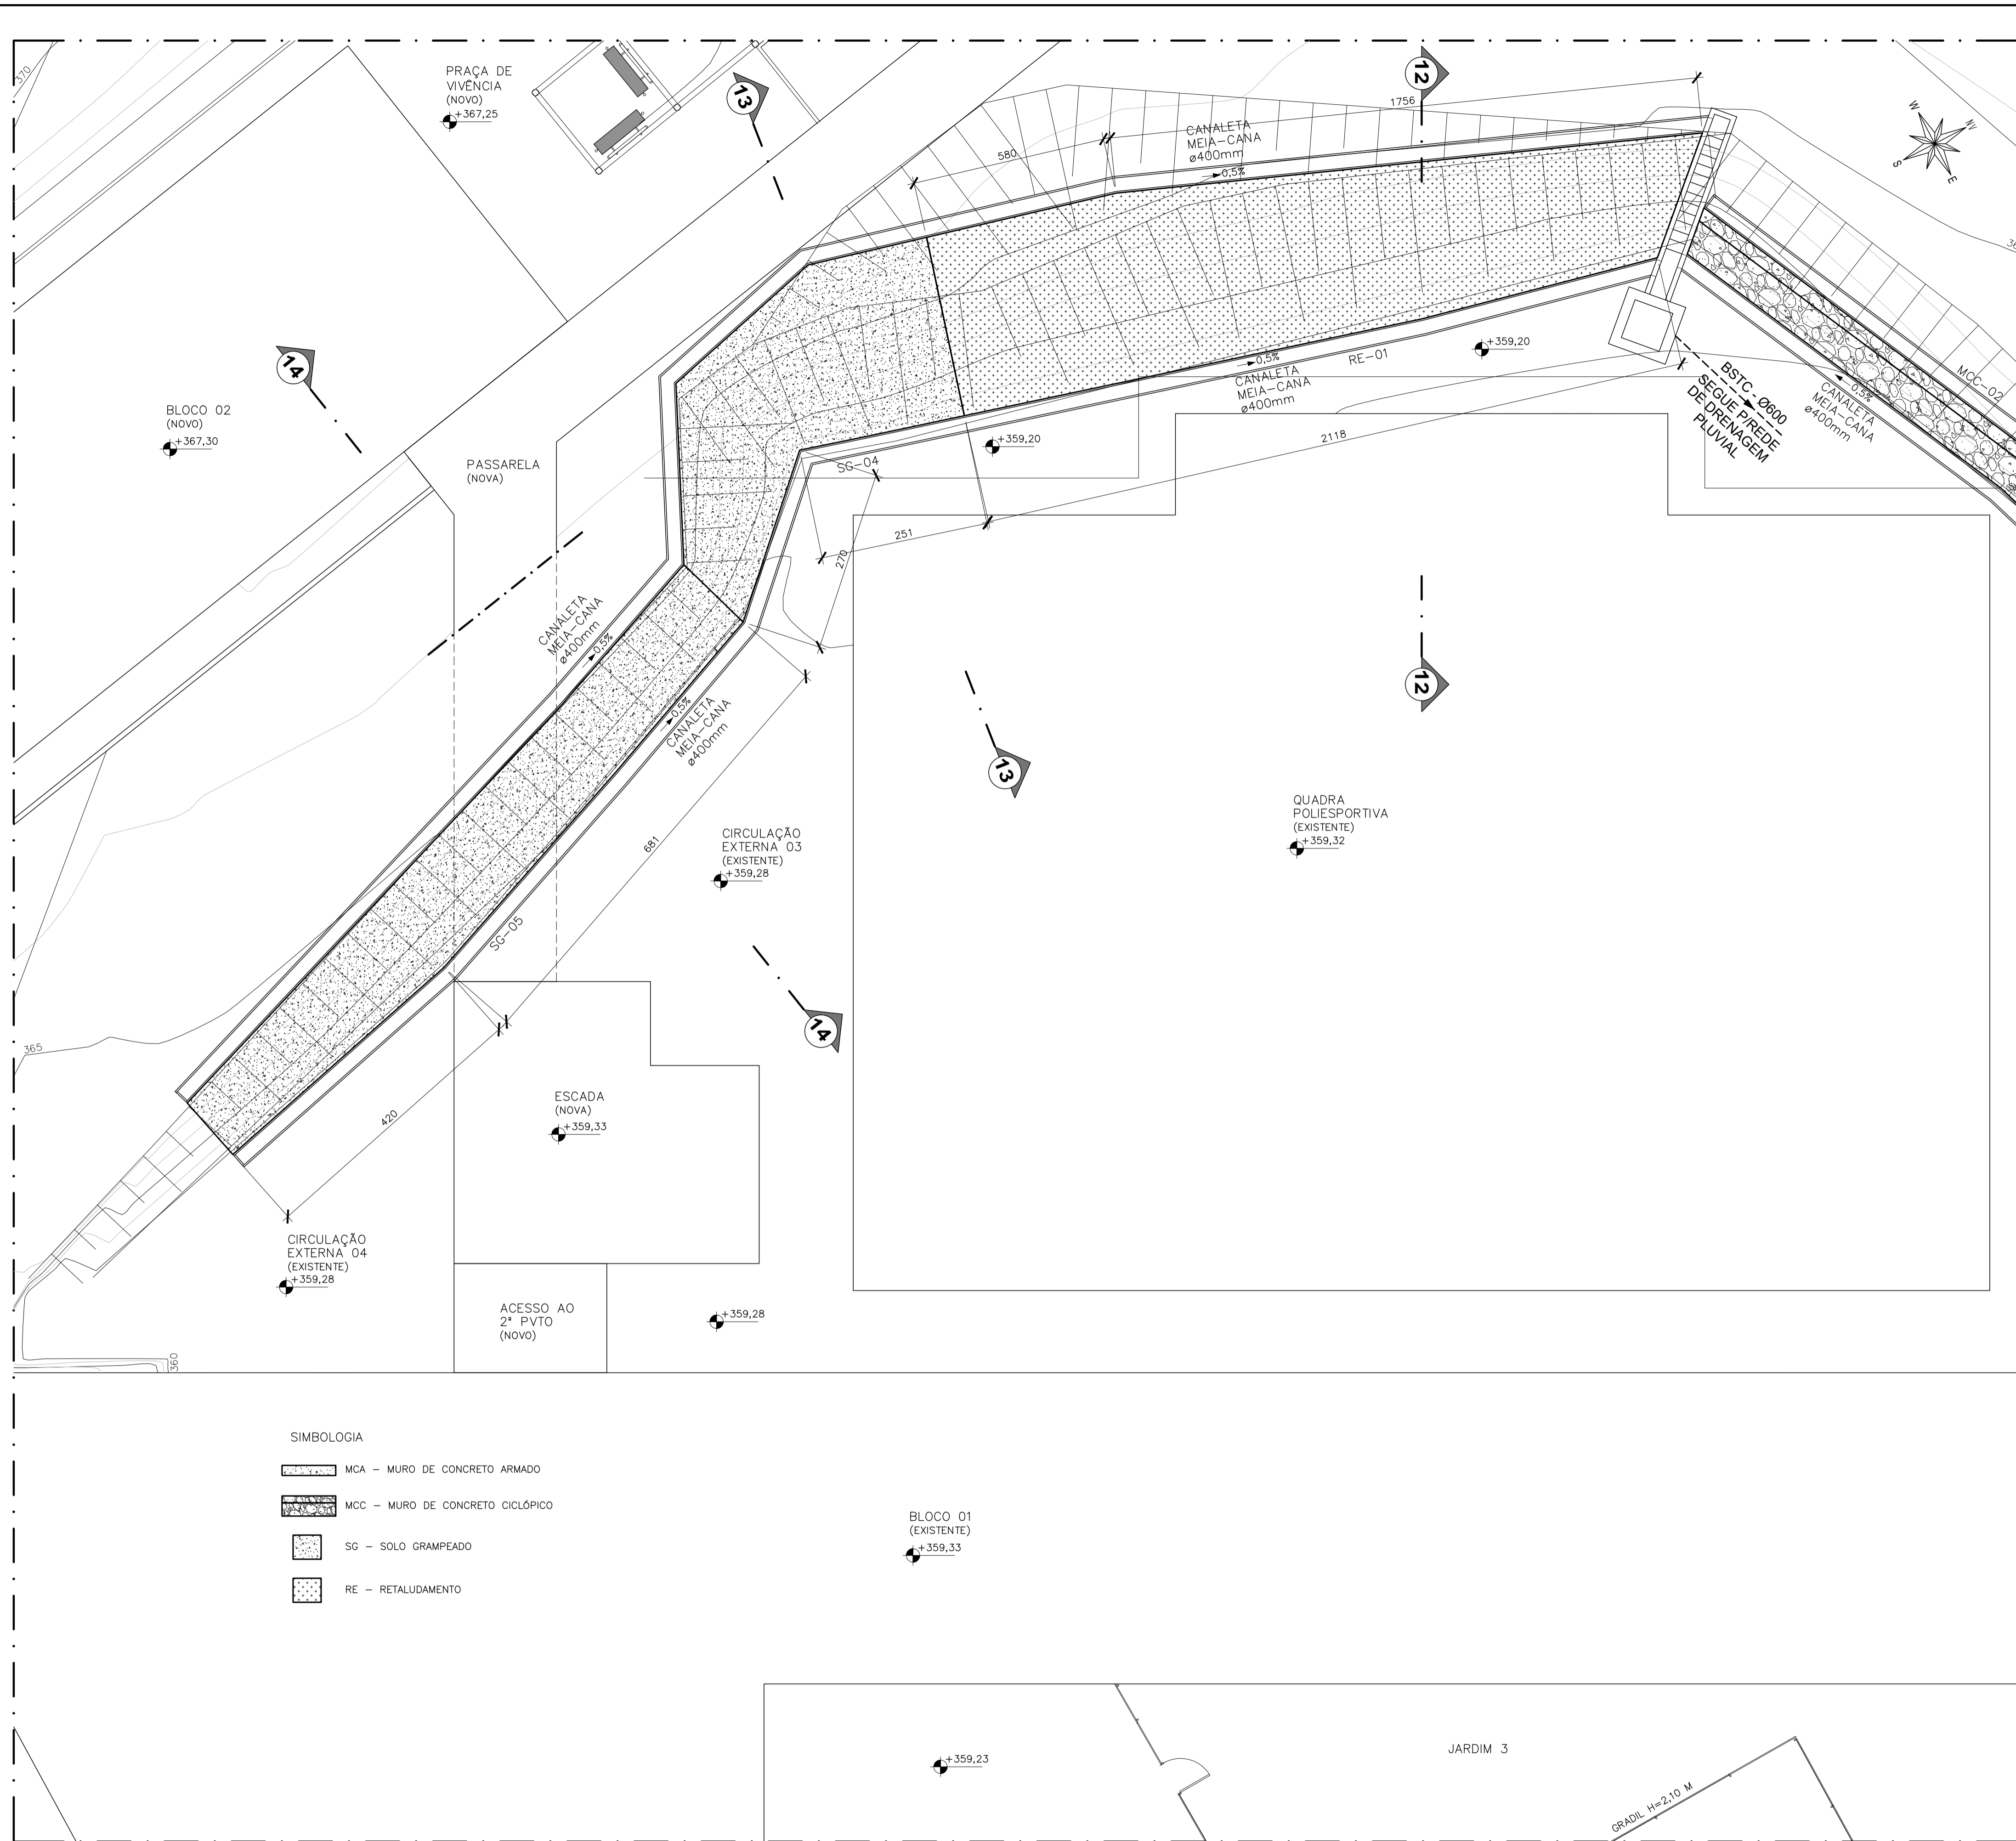 370
PRAÇA DE
VIVÊNCIA
(NOVO)
+367,25
13
12
1756
CANALETA
MEIA-CANA
ø400mm
0,5%
580
W
NV
S
E
14
BLOCO 02
(NOVO)
+367,30
PASSARELA
(NOVA)
0,5%
CANALETA
MEIA-CANA
ø400mm
RE-01
+359,20
+359,20
SG-04
2118
251
270
BSTC - Ø600
SEGUE P/REDE
DE DRENAGEM
PLUVIAL
MCC-02
0,5%
CANALETA
MEIA-CANA
ø400mm
CANALETA
MEIA-CANA
ø400mm
0,5%
0,5%
CANALETA
MEIA-CANA
ø400mm
12
13
681
CIRCULAÇÃO
EXTERNA 03
(EXISTENTE)
+359,28
QUADRA
POLIESPORTIVA
(EXISTENTE)
+359,32
SG-05
14
365
420
ESCADA
(NOVA)
+359,33
CIRCULAÇÃO
EXTERNA 04
(EXISTENTE)
+359,28
ACESSO AO
2° PVTO
(NOVO)
+359,28
360
SIMBOLOGIA
MCA - MURO DE CONCRETO ARMADO
MCC - MURO DE CONCRETO CICLÓPICO
SG - SOLO GRAMPEADO
RE - RETALUDAMENTO
BLOCO 01
(EXISTENTE)
+359,33
+359,23
JARDIM 3
GRADIL H=2,10 M